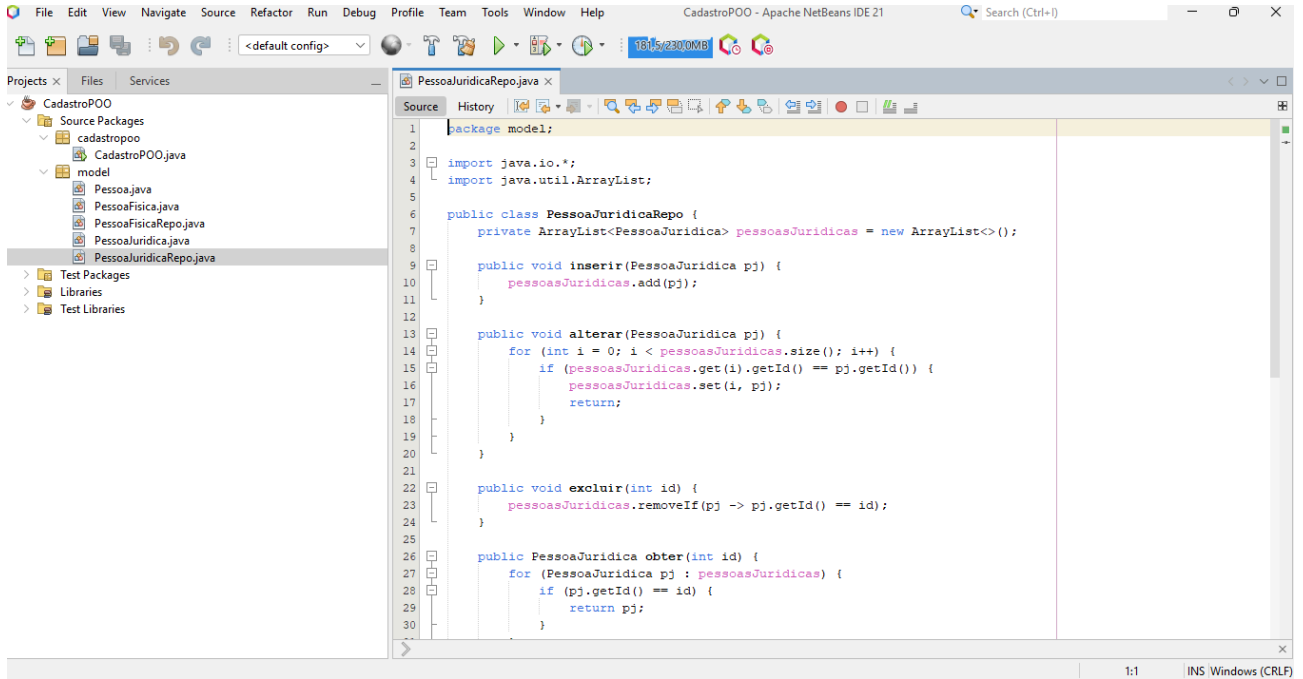 File Edit View Navigate Source Refactor Run Debug Profile Team Tools Window Help CadastroPOO - Apache NetBeans IDE 21 Search (Ctrl+I)
<default config> 181,5/230,0MB
Projects Files Services
CadastroPOO
Source Packages
cadastropoo
CadastroPOO.java
model
Pessoa.java
PessoaFisica.java
PessoaFisicaRepo.java
PessoaJuridica.java
PessoaJuridicaRepo.java
Test Packages
Libraries
Test Libraries
PessoaJuridicaRepo.java
Source History
1 package model;
2
3 import java.io.*;
4 import java.util.ArrayList;
5
6 public class PessoaJuridicaRepo {
7 private ArrayList<PessoaJuridica> pessoasJuridicas = new ArrayList<>();
8
9 public void inserir(PessoaJuridica pj) {
10 pessoasJuridicas.add(pj);
11 }
12
13 public void alterar(PessoaJuridica pj) {
14 for (int i = 0; i < pessoasJuridicas.size(); i++) {
15 if (pessoasJuridicas.get(i).getId() == pj.getId()) {
16 pessoasJuridicas.set(i, pj);
17 return;
18 }
19 }
20 }
21
22 public void excluir(int id) {
23 pessoasJuridicas.removeIf(pj -> pj.getId() == id);
24 }
25
26 public PessoaJuridica obter(int id) {
27 for (PessoaJuridica pj : pessoasJuridicas) {
28 if (pj.getId() == id) {
29 return pj;
30 }
1:1 INS Windows (CRLF)